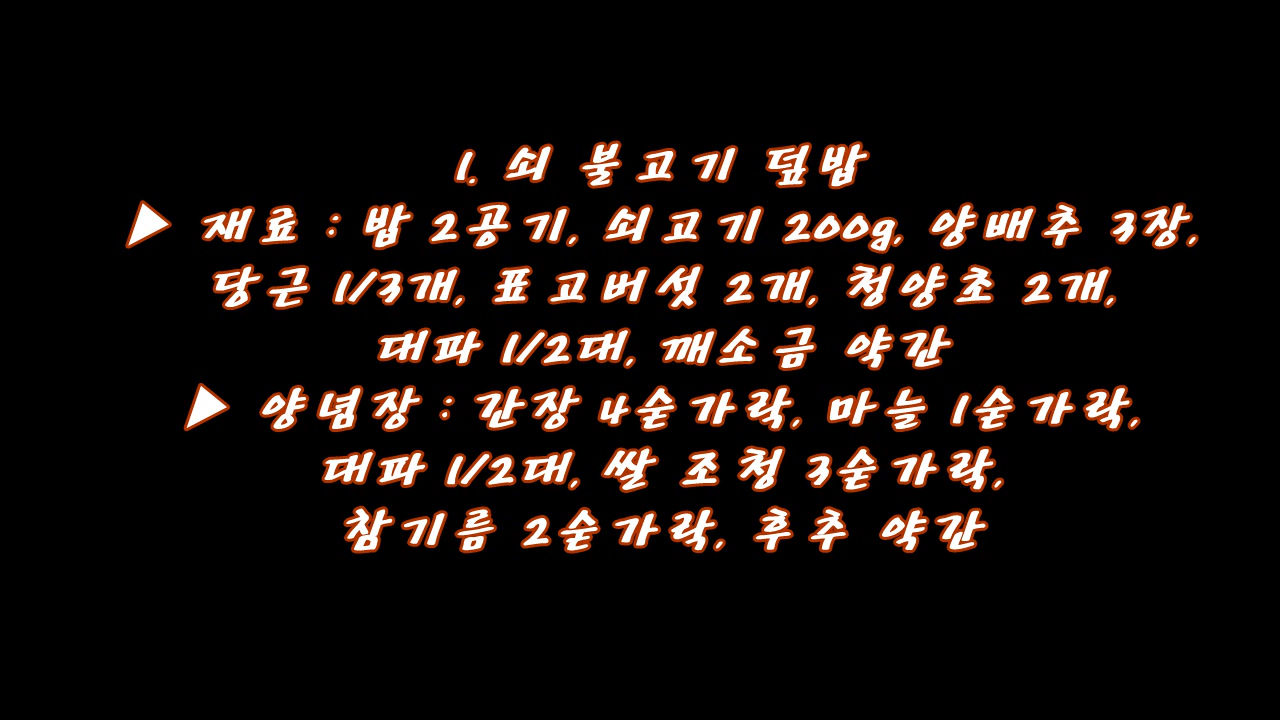 1. 쇠 불고기 덮밥
▶ 재료 : 밥 2공기, 쇠고기 200g, 양배추 3장,
당근 1/3개, 표고버섯 2개, 청양초 2개,
대파 1/2대, 깨소금 약간
▶ 양념장 : 간장 4숟가락, 마늘 1숟가락,
대파 1/2대, 쌀 조청 3숟가락,
참기름 2숟가락, 후추 약간